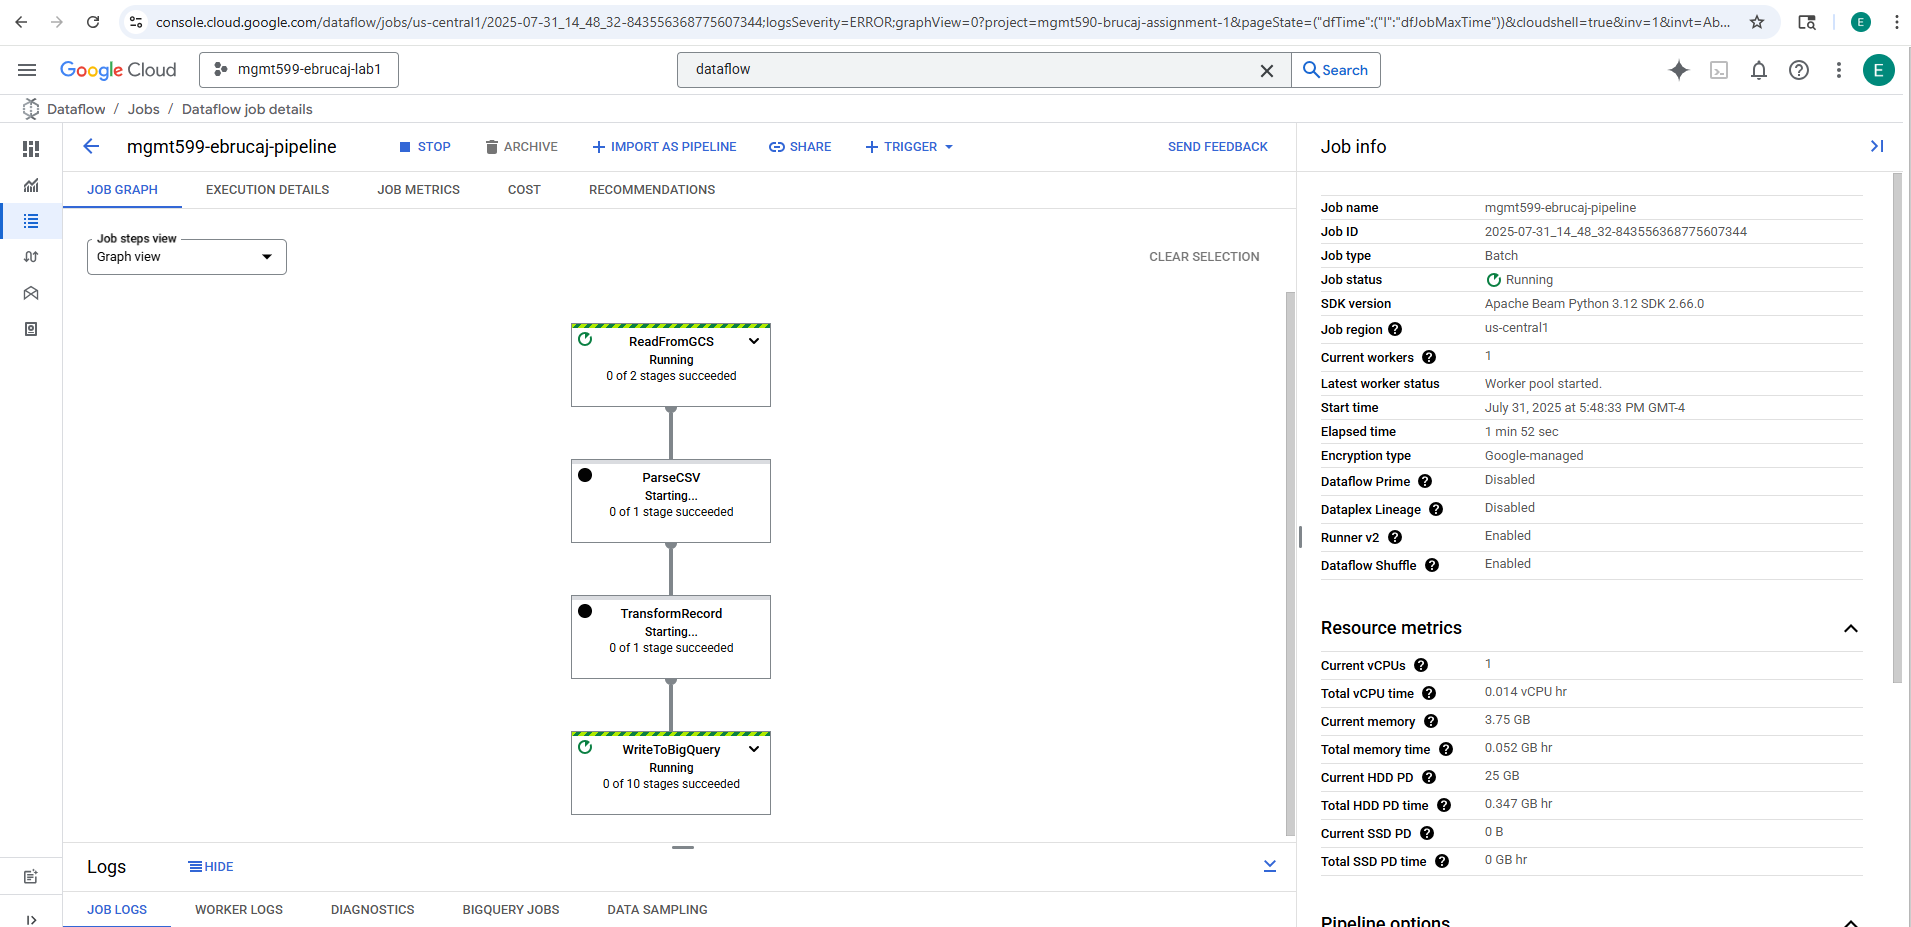 console.cloud.google.com/dataflow/jobs/us-central1/2025-07-31_14_48_32-843556368775607344;logsSeverity=ERROR;graphView=0?project=mgmt590-brucaj-assignment-1&pageState=("dfTime":("l":"dfJobMaxTime"))&cloudshell=true&inv=1&invt=Ab...
E
Google Cloud
mgmt599-ebrucaj-lab1
dataflow
Search
E
Dataflow / Jobs / Dataflow job details
mgmt599-ebrucaj-pipeline
STOP
ARCHIVE
IMPORT AS PIPELINE
SHARE
TRIGGER
SEND FEEDBACK
JOB GRAPH
EXECUTION DETAILS
JOB METRICS
COST
RECOMMENDATIONS
Job steps view
Graph view
CLEAR SELECTION
ReadFromGCS
Running
0 of 2 stages succeeded
ParseCSV
Starting...
0 of 1 stage succeeded
TransformRecord
Starting...
0 of 1 stage succeeded
WriteToBigQuery
Running
0 of 10 stages succeeded
Logs
HIDE
JOB LOGS
WORKER LOGS
DIAGNOSTICS
BIGQUERY JOBS
DATA SAMPLING
Job info
Job name mgmt599-ebrucaj-pipeline
Job ID 2025-07-31_14_48_32-843556368775607344
Job type Batch
Job status Running
SDK version Apache Beam Python 3.12 SDK 2.66.0
Job region us-central1
Current workers 1
Latest worker status Worker pool started.
Start time July 31, 2025 at 5:48:33 PM GMT-4
Elapsed time 1 min 52 sec
Encryption type Google-managed
Dataflow Prime Disabled
Dataplex Lineage Disabled
Runner v2 Enabled
Dataflow Shuffle Enabled
Resource metrics
Current vCPUs 1
Total vCPU time 0.014 vCPU hr
Current memory 3.75 GB
Total memory time 0.052 GB hr
Current HDD PD 25 GB
Total HDD PD time 0.347 GB hr
Current SSD PD 0 B
Total SSD PD time 0 GB hr
Pipeline options